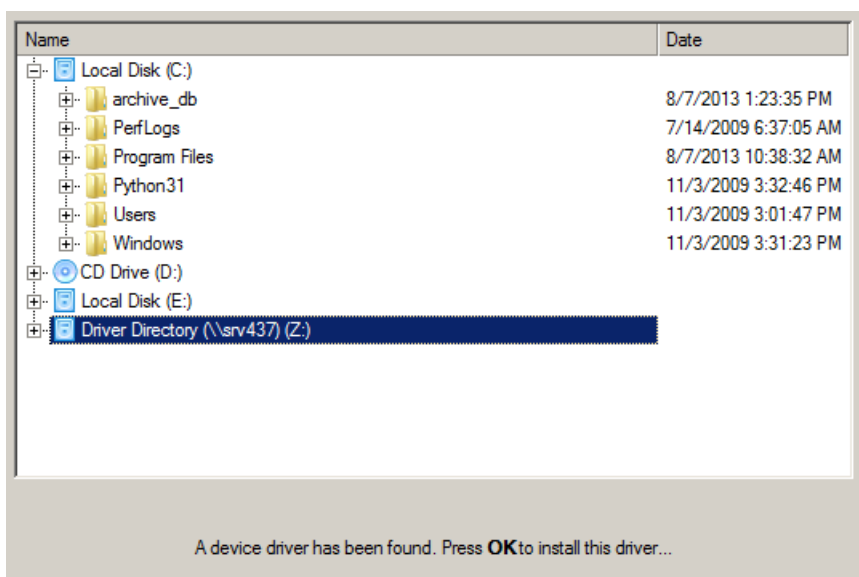 Name Date
Local Disk (C:)
archive_db 8/7/2013 1:23:35 PM
PerfLogs 7/14/2009 6:37:05 AM
Program Files 8/7/2013 10:38:32 AM
Python31 11/3/2009 3:32:46 PM
Users 11/3/2009 3:01:47 PM
Windows 11/3/2009 3:31:23 PM
CD Drive (D:)
Local Disk (E:)
Driver Directory (\\srv437) (Z:)
A device driver has been found. Press OK to install this driver...